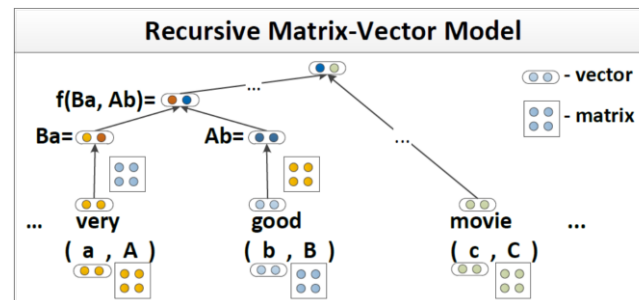 Recursive Matrix-Vector Model
...
- vector
f(Ba, Ab)=
- matrix
Ba=
Ab=
...
... very good movie ...
( a , A ) ( b , B ) ( c , C )